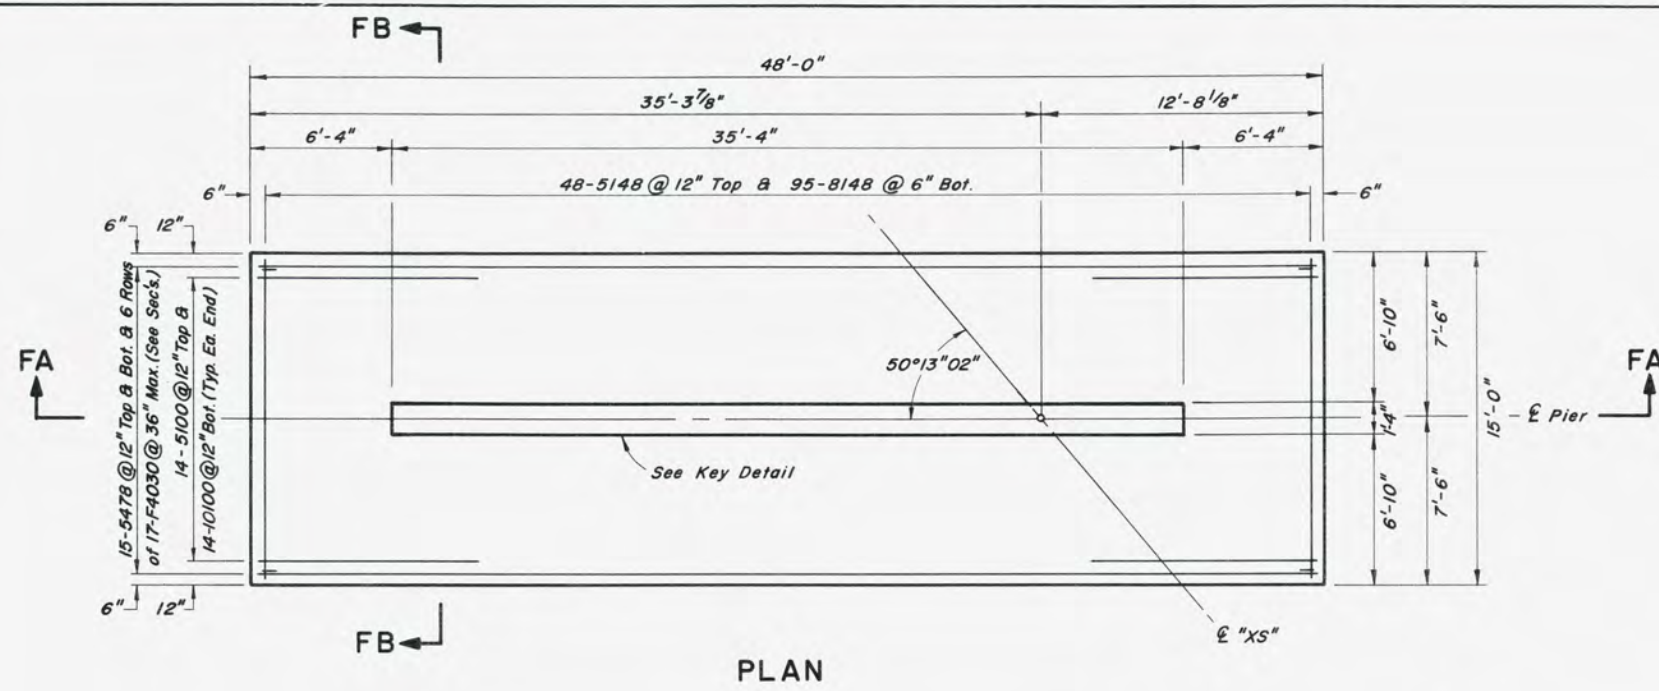 FB
48'-0"
35'-3 7/8"
12'-8 1/8"
6'-4"
35'-4"
6'-4"
6"
48-5148 @ 12" Top & 95-8148 @ 6" Bot.
6"
6"
12"
15-5478 @ 12" Top & Bot. & 6 Rows
of 17-F4030 @ 36" Max. (See Sec's.)
14-5100 @ 12" Top &
14-10100 @ 12" Bot. (Typ. Ea. End)
FA
50°13"02"
6'-10"
7'-6"
1'-4"
15'-0"
℄ Pier
FA
See Key Detail
6'-10"
7'-6"
6"
12"
FB
℄ "XS"
PLAN